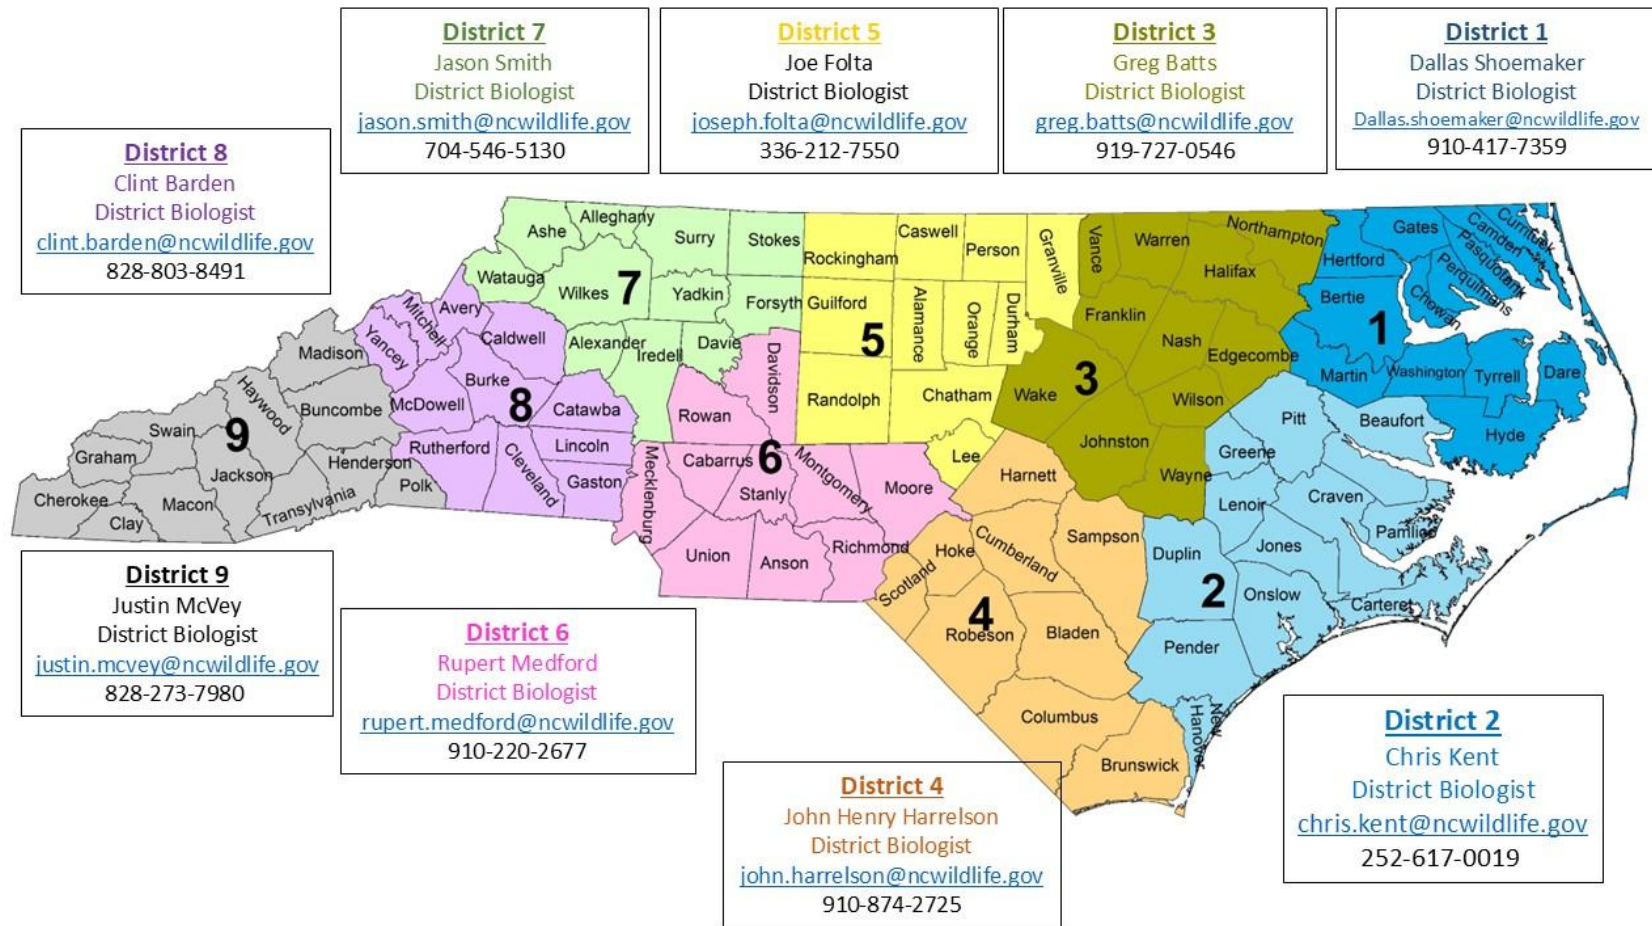 District 7
Jason Smith
District Biologist
jason.smith@ncwildlife.gov
704-546-5130
District 5
Joe Folta
District Biologist
joseph.folta@ncwildlife.gov
336-212-7550
District 3
Greg Batts
District Biologist
greg.batts@ncwildlife.gov
919-727-0546
District 1
Dallas Shoemaker
District Biologist
Dallas.shoemaker@ncwildlife.gov
910-417-7359
District 8
Clint Barden
District Biologist
clint.barden@ncwildlife.gov
828-803-8491
9
Madison
Haywood
Buncombe
Swain
Graham
Jackson
Henderson
Cherokee
Macon
Transylvania
Polk
Clay
8
Avery
Mitchell
Yancey
Caldwell
Burke
McDowell
Catawba
Rutherford
Cleveland
Lincoln
Gaston
7
Ashe
Alleghany
Surry
Stokes
Watauga
Wilkes
Yadkin
Forsyth
Alexander
Iredell
Davie
6
Davidson
Rowan
Mecklenburg
Cabarrus
Stanly
Montgomery
Moore
Union
Anson
Richmond
5
Rockingham
Caswell
Person
Granville
Guilford
Alamance
Orange
Durham
Randolph
Chatham
Lee
3
Vance
Warren
Northampton
Halifax
Franklin
Nash
Edgecombe
Wake
Wilson
Johnston
Wayne
4
Harnett
Hoke
Cumberland
Sampson
Scotland
Robeson
Bladen
Columbus
Brunswick
1
Gates
Currituck
Camden
Pasquotank
Perquimans
Chowan
Hertford
Bertie
Martin
Washington
Tyrrell
Dare
Hyde
2
Pitt
Beaufort
Greene
Lenoir
Craven
Pamlico
Jones
Duplin
Onslow
Carteret
Pender
New
Hanover
District 9
Justin McVey
District Biologist
justin.mcvey@ncwildlife.gov
828-273-7980
District 6
Rupert Medford
District Biologist
rupert.medford@ncwildlife.gov
910-220-2677
District 4
John Henry Harrelson
District Biologist
john.harrelson@ncwildlife.gov
910-874-2725
District 2
Chris Kent
District Biologist
chris.kent@ncwildlife.gov
252-617-0019